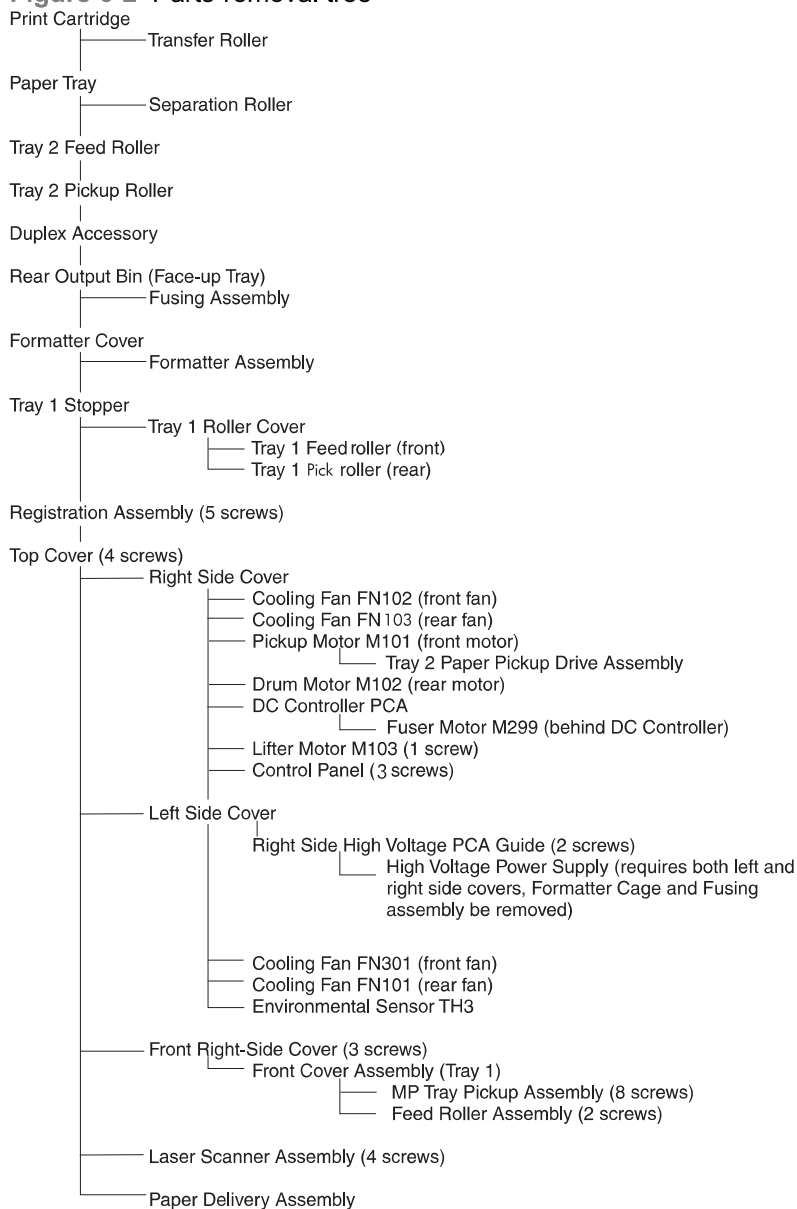 Print Cartridge
Transfer Roller
Paper Tray
Separation Roller
Tray 2 Feed Roller
Tray 2 Pickup Roller
Duplex Accessory
Rear Output Bin (Face-up Tray)
Fusing Assembly
Formatter Cover
Formatter Assembly
Tray 1 Stopper
Tray 1 Roller Cover
Tray 1 Feed roller (front)
Tray 1 Pick roller (rear)
Registration Assembly (5 screws)
Top Cover (4 screws)
Right Side Cover
Cooling Fan FN102 (front fan)
Cooling Fan FN103 (rear fan)
Pickup Motor M101 (front motor)
Tray 2 Paper Pickup Drive Assembly
Drum Motor M102 (rear motor)
DC Controller PCA
Fuser Motor M299 (behind DC Controller)
Lifter Motor M103 (1 screw)
Control Panel (3 screws)
Left Side Cover
Right Side High Voltage PCA Guide (2 screws)
High Voltage Power Supply (requires both left and
right side covers, Formatter Cage and Fusing
assembly be removed)
Cooling Fan FN301 (front fan)
Cooling Fan FN101 (rear fan)
Environmental Sensor TH3
Front Right-Side Cover (3 screws)
Front Cover Assembly (Tray 1)
MP Tray Pickup Assembly (8 screws)
Feed Roller Assembly (2 screws)
Laser Scanner Assembly (4 screws)
Paper Delivery Assembly